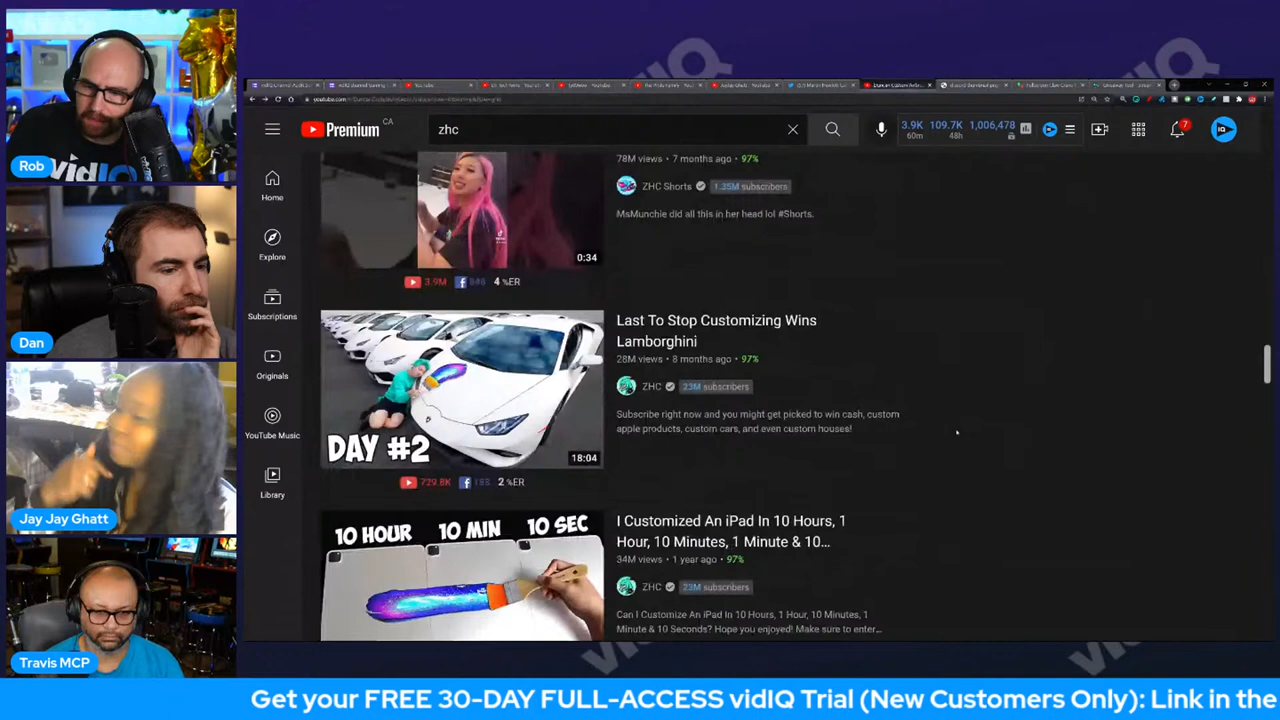 vidIQ
Rob
Dan
Jay Jay Ghatt
Travis MCP
CA
Premium
zhc
3.9K 109.7K 1,006,478
60m 48h
7
IQ
Home
Explore
Subscriptions
Originals
YouTube Music
Library
78M views • 7 months ago • 97%
ZHC Shorts 1.35M subscribers
MsMunchie did all this in her head lol #Shorts.
0:34
3.9M 846 4 %ER
Last To Stop Customizing Wins
Lamborghini
28M views • 8 months ago • 97%
ZHC 23M subscribers
Subscribe right now and you might get picked to win cash, custom
apple products, custom cars, and even custom houses!
DAY #2
18:04
729.8K 188 2 %ER
10 HOUR 10 MIN 10 SEC
I Customized An iPad In 10 Hours, 1
Hour, 10 Minutes, 1 Minute & 10...
34M views • 1 year ago • 97%
ZHC 23M subscribers
Can I Customize An iPad In 10 Hours, 1 Hour, 10 Minutes, 1
Minute & 10 Seconds? Hope you enjoyed! Make sure to enter...
Get your FREE 30-DAY FULL-ACCESS vidIQ Trial (New Customers Only): Link in the